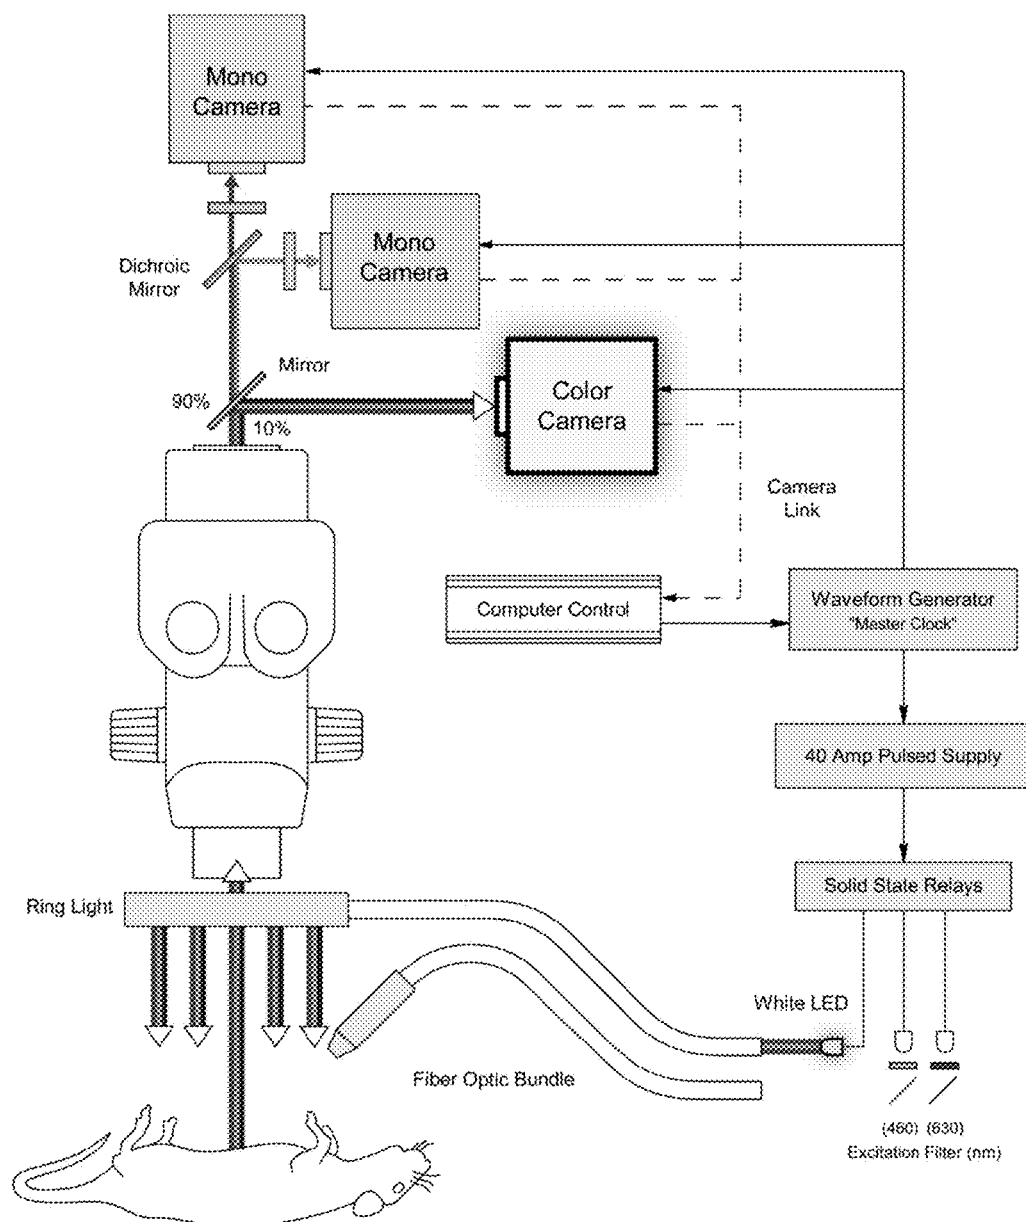 Mono
Camera
Mono
Camera
Dichroic
Mirror
Mirror
90%
10%
Color
Camera
Camera
Link
Computer Control
Waveform Generator
"Master Clock"
40 Amp Pulsed Supply
Solid State Relays
Ring Light
White LED
Fiber Optic Bundle
(460) (630)
Excitation Filter (nm)